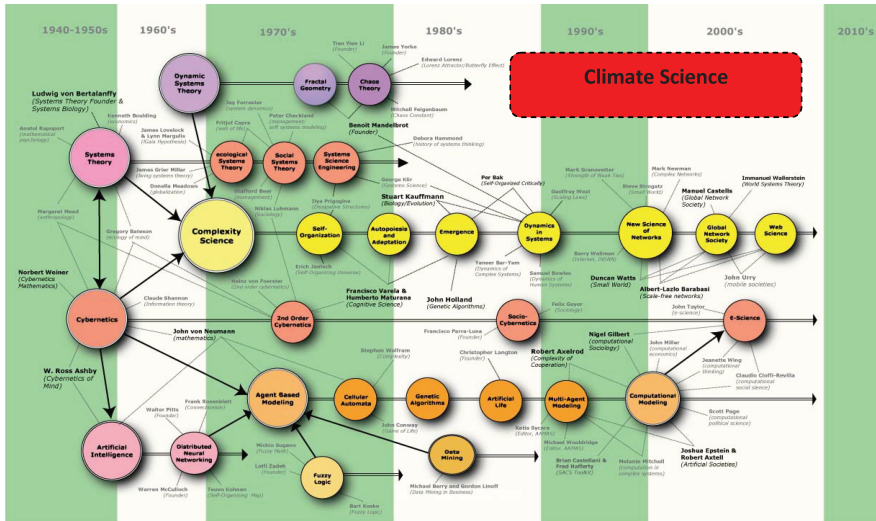 1940-1950s
1960's
1970's
1980's
1990's
2000's
2010's
Climate Science
Tien Yien Li
(Founder)
James Yorke
(Founder)
Edward Lorenz
(Lorenz Attractor/Butterfly Effect)
Dynamic
Systems
Theory
Fractal
Geometry
Chaos
Theory
Mitchell Feigenbaum
(Chaos Constant)
Benoit Mandelbrot
(Founder)
Ludwig von Bertalanffy
(Systems Theory Founder &
Systems Biology)
Kenneth Boulding
(economics)
Anatol Rapoport
(mathematical
psychology)
James Lovelock
& Lynn Margulis
(Gaia Hypothesis)
Jay Forrester
(system dynamics)
Fritjof Capra
(web of life)
Peter Checkland
(management:
soft systems modeling)
Debora Hammond
(history of systems thinking)
Systems
Theory
James Grier Miller
(living systems theory)
Donella Meadows
(globalization)
ecological
Systems
Theory
Social
Systems
Theory
Systems
Science
Engineering
George Klir
(Systems Science)
Stafford Beer
(management)
Niklas Luhmann
(Sociology)
Ilya Prigogine
(Dissipative Structures)
Stuart Kauffmann
(Biology/Evolution)
Per Bak
(Self-Organized Critically)
Geoffrey West
(Scaling Laws)
Mark Granovetter
(Strength of Weak Ties)
Steve Strogatz
(Small World)
Mark Newman
(Complex Networks)
Manoel Castells
(Global Network
Society)
Immanuel Wallerstein
(World Systems Theory)
Margaret Mead
(anthropology)
Gregory Bateson
(ecology of mind)
Complexity
Science
Self-
Organization
Autopoiesis
and
Adaptation
Emergence
Dynamics
in
Systems
New Science
of
Networks
Global
Network
Society
Web
Science
Erich Jantsch
(Self-Organizing Universe)
Yaneer Bar-Yam
(Dynamics of
Complex Systems)
Samuel Bowles
(Dynamics of
Human Systems)
Barry Wellman
(Internet, INSNA)
Duncan Watts
(Small World)
Albert-Lazlo Barabasi
(Scale-free networks)
John Urry
(mobile societies)
Norbert Weiner
(Cybernetics
Mathematics)
Heinz von Foerster
(2nd order cybernetics)
Francisco Varela &
Humberto Maturana
(Cognitive Science)
John Holland
(Genetic Algorithms)
Felix Geyer
(Sociology)
John Taylor
(e-science)
Claude Shannon
(Information theory)
Cybernetics
2nd Order
Cybernetics
Socio-
Cybernetics
e-Science
John von Neumann
(mathematics)
Francisco Parra-Luna
(Founder)
Nigel Gilbert
(computational
Sociology)
John Miller
(computational
economics)
Jeanette Wing
(computational
thinking)
Claudio Cioffi-Revilla
(computational
social sience)
W. Ross Ashby
(Cybernetics of
Mind)
Stephen Wolfram
(Complexity)
Christopher Langton
(Founder)
Robert Axelrod
(Complexity of
Cooperation)
Frank Rosenblatt
(Connectionism)
Walter Pitts
(Founder)
Agent Based
Modeling
Cellular
Automata
Genetic
Algorithms
Artificial
Life
Multi-Agent
Modeling
Computational
Modeling
Scott Page
(computational
political science)
John Conway
(Game of Life)
Katia Sycara
(Editor, AAMAS)
Michael Wooldridge
(Editor, AAMAS)
Brian Castellani &
Fred Hafferty
(SACS Toolkit)
Melanie Mitchell
(Computation in
complex systems)
Joshua Epstein &
Robert Axtell
(Artificial Societies)
Artificial
Intelligence
Distributed
Neural
Networking
Michio Sugeno
(Fuzzy Math)
Lotfi Zadeh
(Founder)
Fuzzy
Logic
Data
Mining
Warren McCulloch
(Founder)
Teuvo Kohonen
(Self-Organizing Map)
Bart Kosko
(Fuzzy Logic)
Michael Berry and Gordon Linoff
(Data Mining in Business)